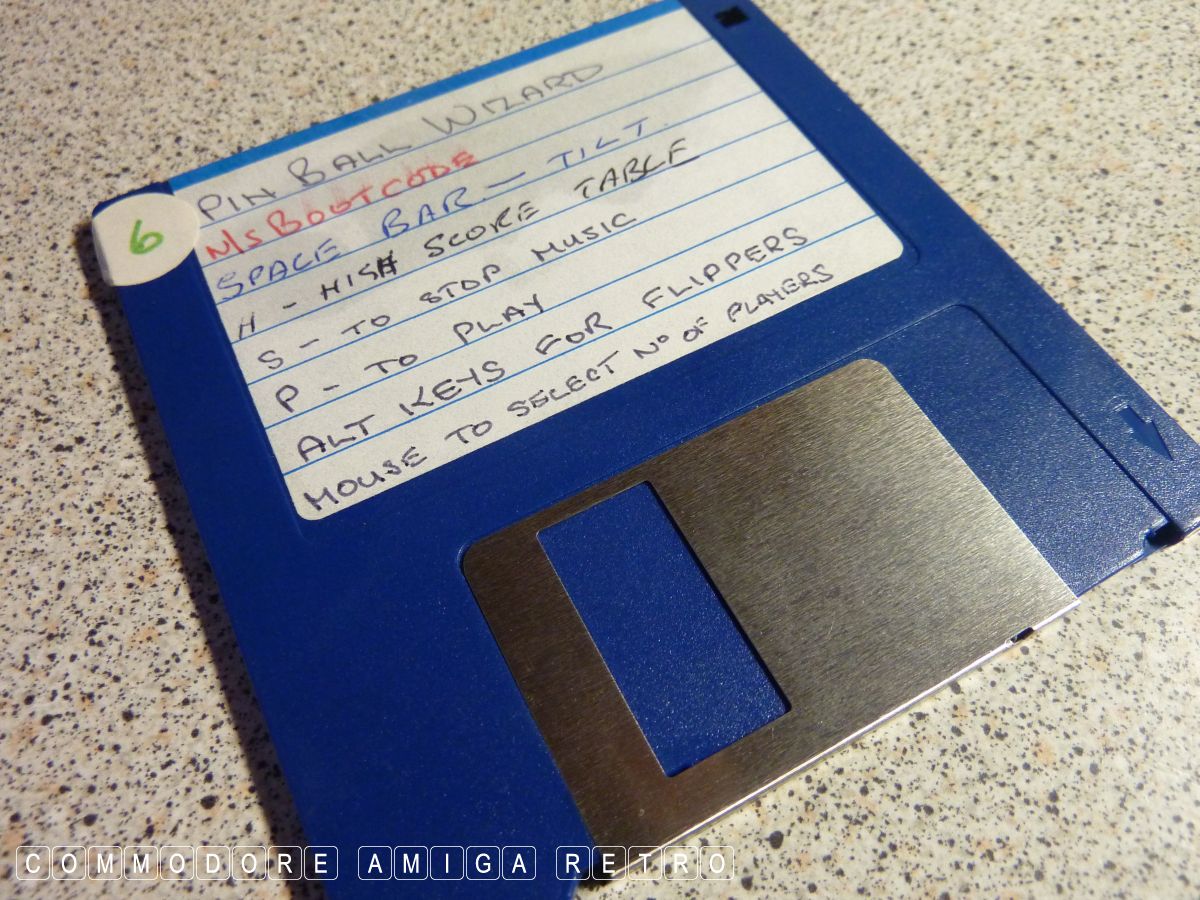 PIN BALL WIZARD
NSBOOTCODE
SPACE BAR - TILT.
H - HIGH SCORE TABLE
S - TO STOP MUSIC
P - TO PLAY
ALT KEYS FOR FLIPPERS
MOUSE TO SELECT Nº OF PLAYERS
6
COMMODORE AMIGA RETRO